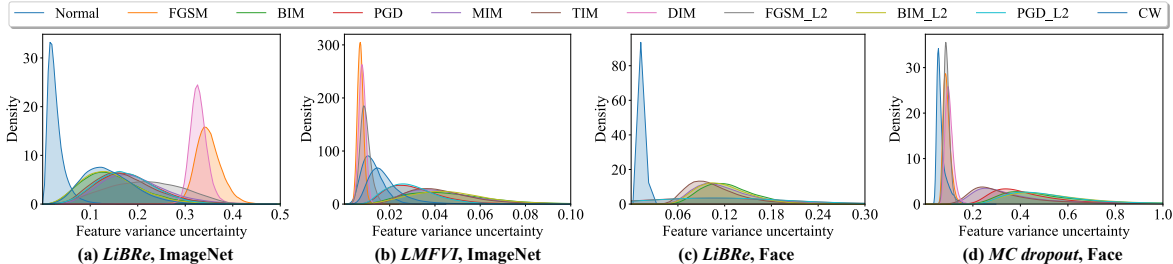 Normal FGSM BIM PGD MIM TIM DIM FGSM_L2 BIM_L2 PGD_L2 CW
30
20
10
0
Density
0.1 0.2 0.3 0.4 0.5
Feature variance uncertainty
(a) LiBRe, ImageNet
300
200
100
50
0
Density
0.02 0.04 0.06 0.08 0.10
Feature variance uncertainty
(b) LMFVI, ImageNet
80
60
40
20
0
Density
0.06 0.12 0.18 0.24 0.30
Feature variance uncertainty
(c) LiBRe, Face
30
20
10
0
Density
0.2 0.4 0.6 0.8 1.0
Feature variance uncertainty
(d) MC dropout, Face